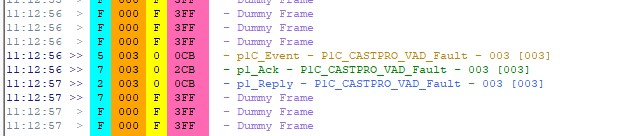 11:12:55 > F 000 F 3FF - Dummy Frame
11:12:56 > F 000 F 3FF - Dummy Frame
11:12:56 > F 000 F 3FF - Dummy Frame
11:12:56 > F 000 F 3FF - Dummy Frame
11:12:56 >> 5 003 0 0CB - p1C_Event - P1C_CASTPRO_VAD_Fault - 003 [003]
11:12:56 >> 7 003 0 2CB - p1_Ack - P1C_CASTPRO_VAD_Fault - 003 [003]
11:12:57 >> 2 003 0 0CB - p1_Reply - P1C_CASTPRO_VAD_Fault - 003 [003]
11:12:57 >> 7 000 F 3FF - Dummy Frame
11:12:57 > F 000 F 3FF - Dummy Frame
11:12:57 > F 000 F 3FF - Dummy Frame